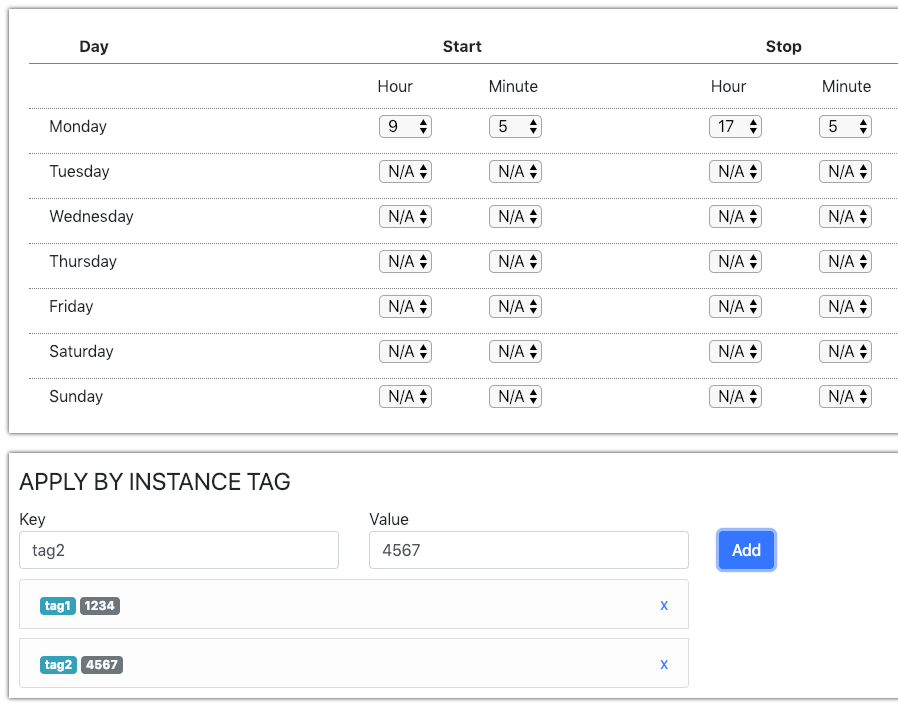 Day Start Stop
Hour Minute Hour Minute
Monday 9 5 17 5
Tuesday N/A N/A N/A N/A
Wednesday N/A N/A N/A N/A
Thursday N/A N/A N/A N/A
Friday N/A N/A N/A N/A
Saturday N/A N/A N/A N/A
Sunday N/A N/A N/A N/A
APPLY BY INSTANCE TAG
Key Value
tag2 4567 Add
tag1 1234 x
tag2 4567 x